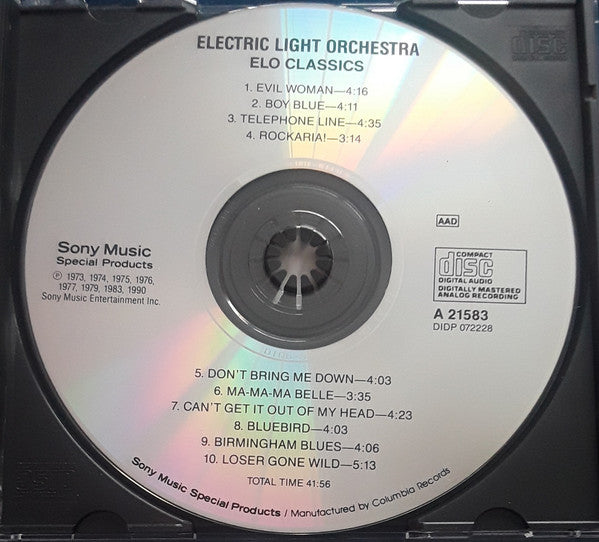 ELECTRIC LIGHT ORCHESTRA
ELO CLASSICS
1. EVIL WOMAN—4:16
2. BOY BLUE—4:11
3. TELEPHONE LINE—4:35
4. ROCKARIA!—3:14
AAD
Sony Music
Special Products
℗ 1973, 1974, 1975, 1976,
1977, 1979, 1983, 1990
Sony Music Entertainment Inc.
COMPACT
disc
DIGITAL AUDIO
DIGITALLY MASTERED
ANALOG RECORDING
A 21583
DIDP 072228
5. DON'T BRING ME DOWN—4:03
6. MA-MA-MA BELLE—3:35
7. CAN'T GET IT OUT OF MY HEAD—4:23
8. BLUEBIRD—4:03
9. BIRMINGHAM BLUES—4:06
10. LOSER GONE WILD—5:13
TOTAL TIME 41:56
Sony Music Special Products / Manufactured by Columbia Records